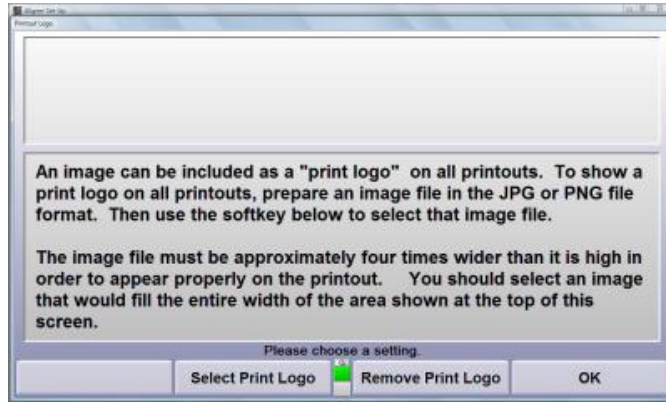 Aligner Set Up
Printout Logo
An image can be included as a "print logo" on all printouts. To show a
print logo on all printouts, prepare an image file in the JPG or PNG file
format. Then use the softkey below to select that image file.
The image file must be approximately four times wider than it is high in
order to appear properly on the printout. You should select an image
that would fill the entire width of the area shown at the top of this
screen.
Please choose a setting.
Select Print Logo
Remove Print Logo
OK